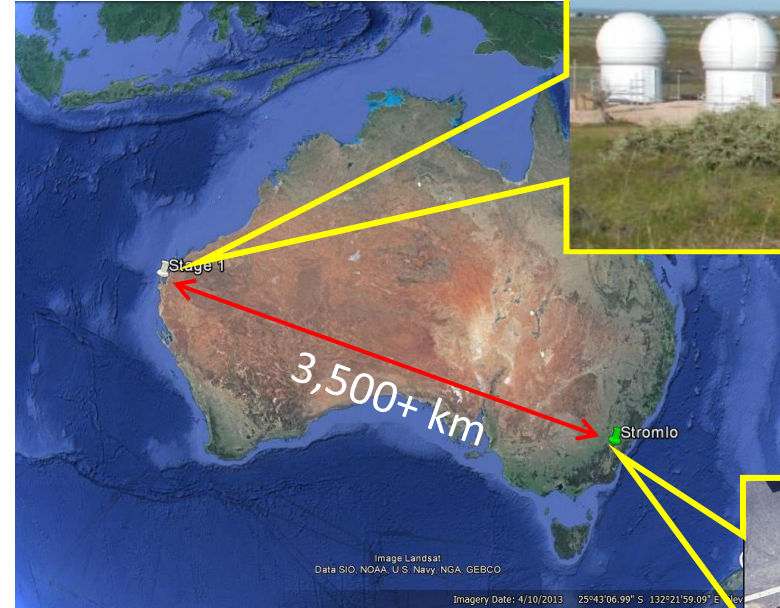 Stage 1
3,500+ km
Stromlo
Image Landsat
Data SIO, NOAA, U.S. Navy, NGA, GEBCO
Imagery Date: 4/10/2013 25°43'06.99" S 132°21'59.09" E elev